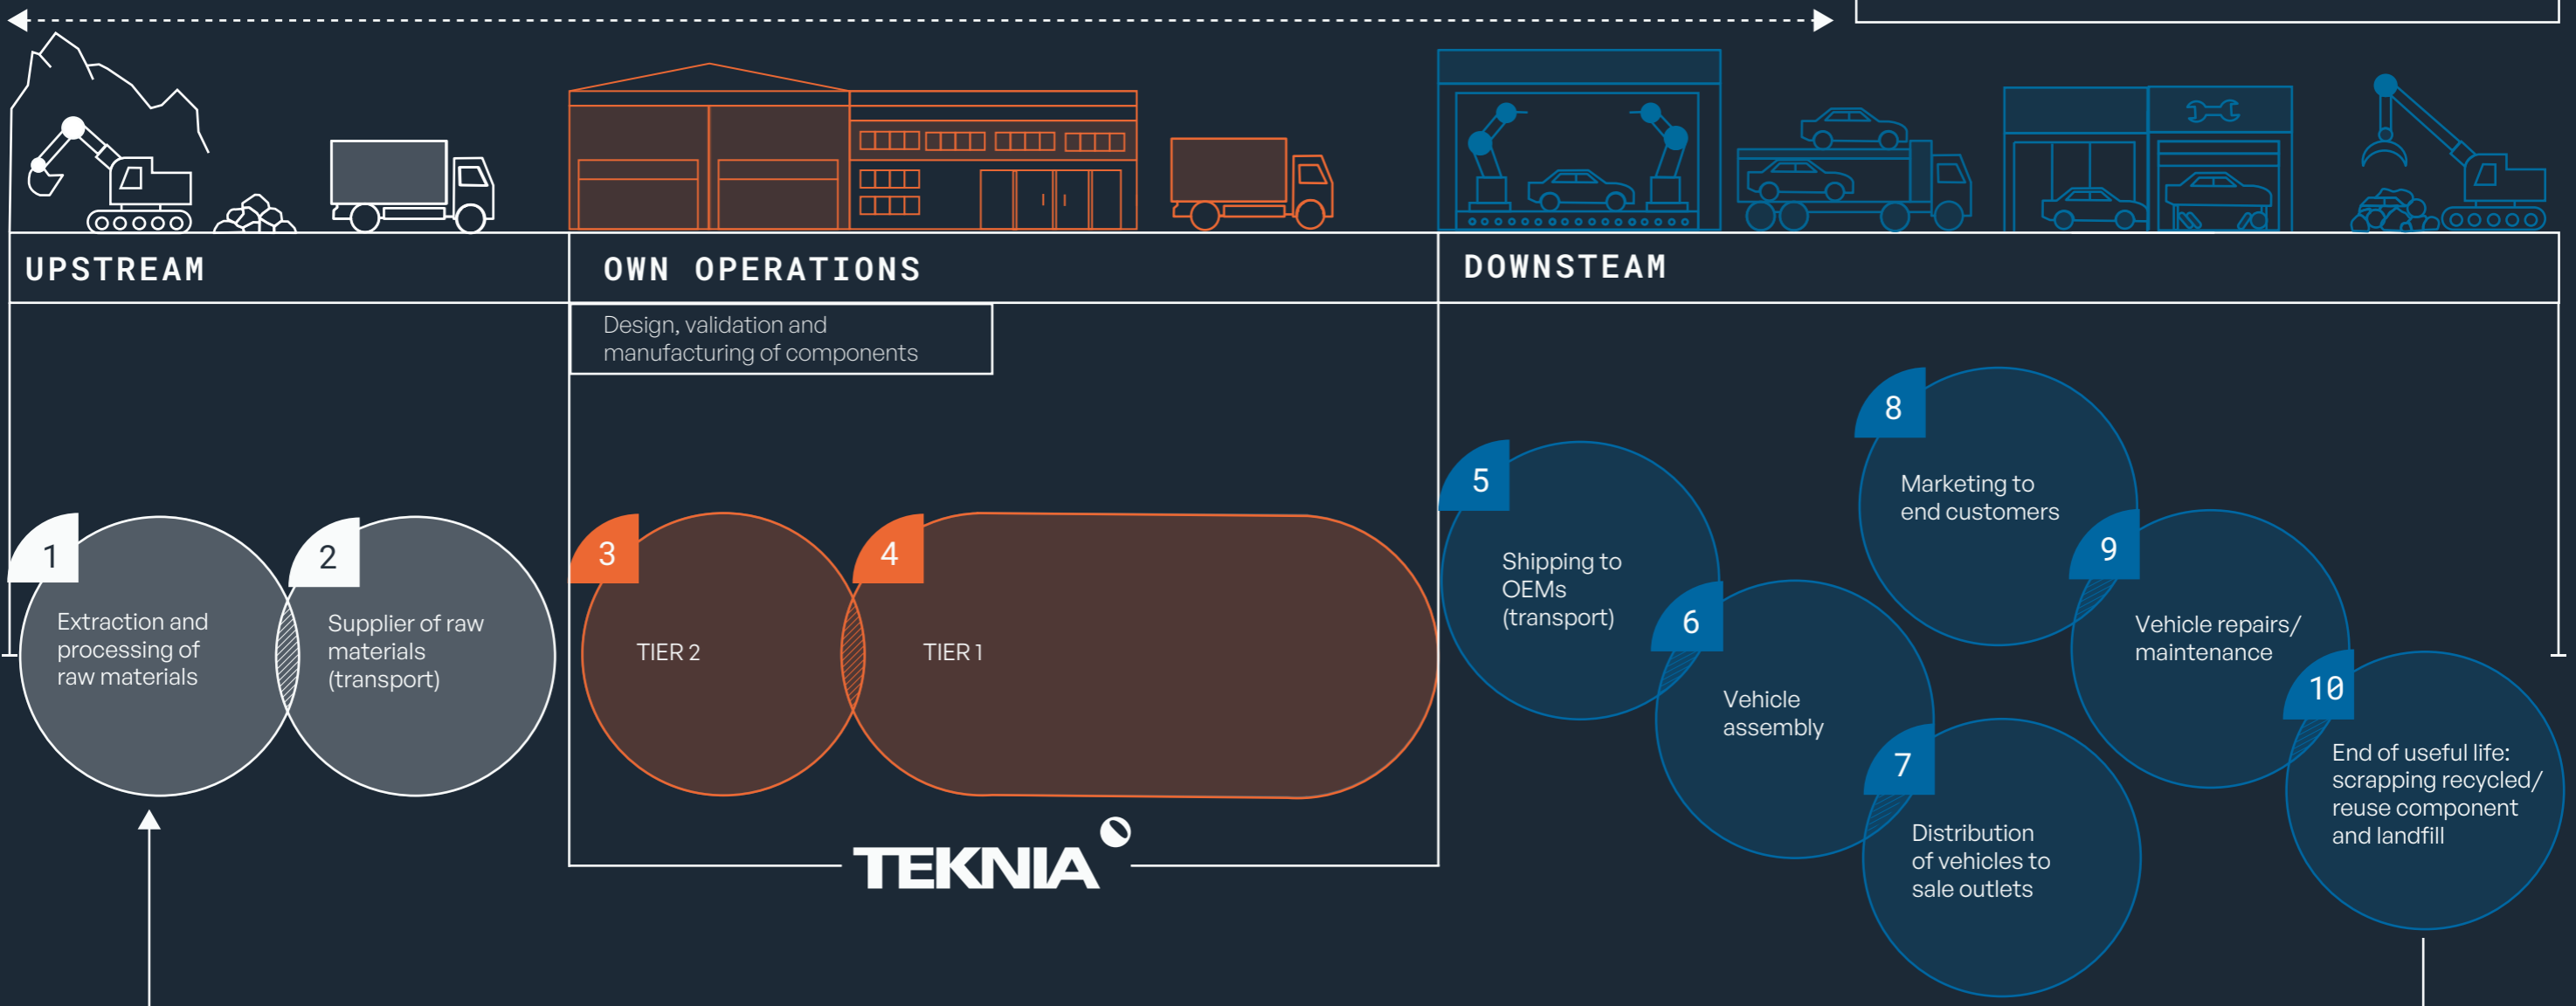 UPSTREAM
OWN OPERATIONS
DOWNSTEAM
Design, validation and
manufacturing of components
1
Extraction and
processing of
raw materials
2
Supplier of raw
materials
(transport)
3
TIER 2
4
TIER 1
TEKNIA
5
Shipping to
OEMs
(transport)
6
Vehicle
assembly
7
Distribution
of vehicles to
sale outlets
8
Marketing to
end customers
9
Vehicle repairs/
maintenance
10
End of useful life:
scrapping recycled/
reuse component
and landfill